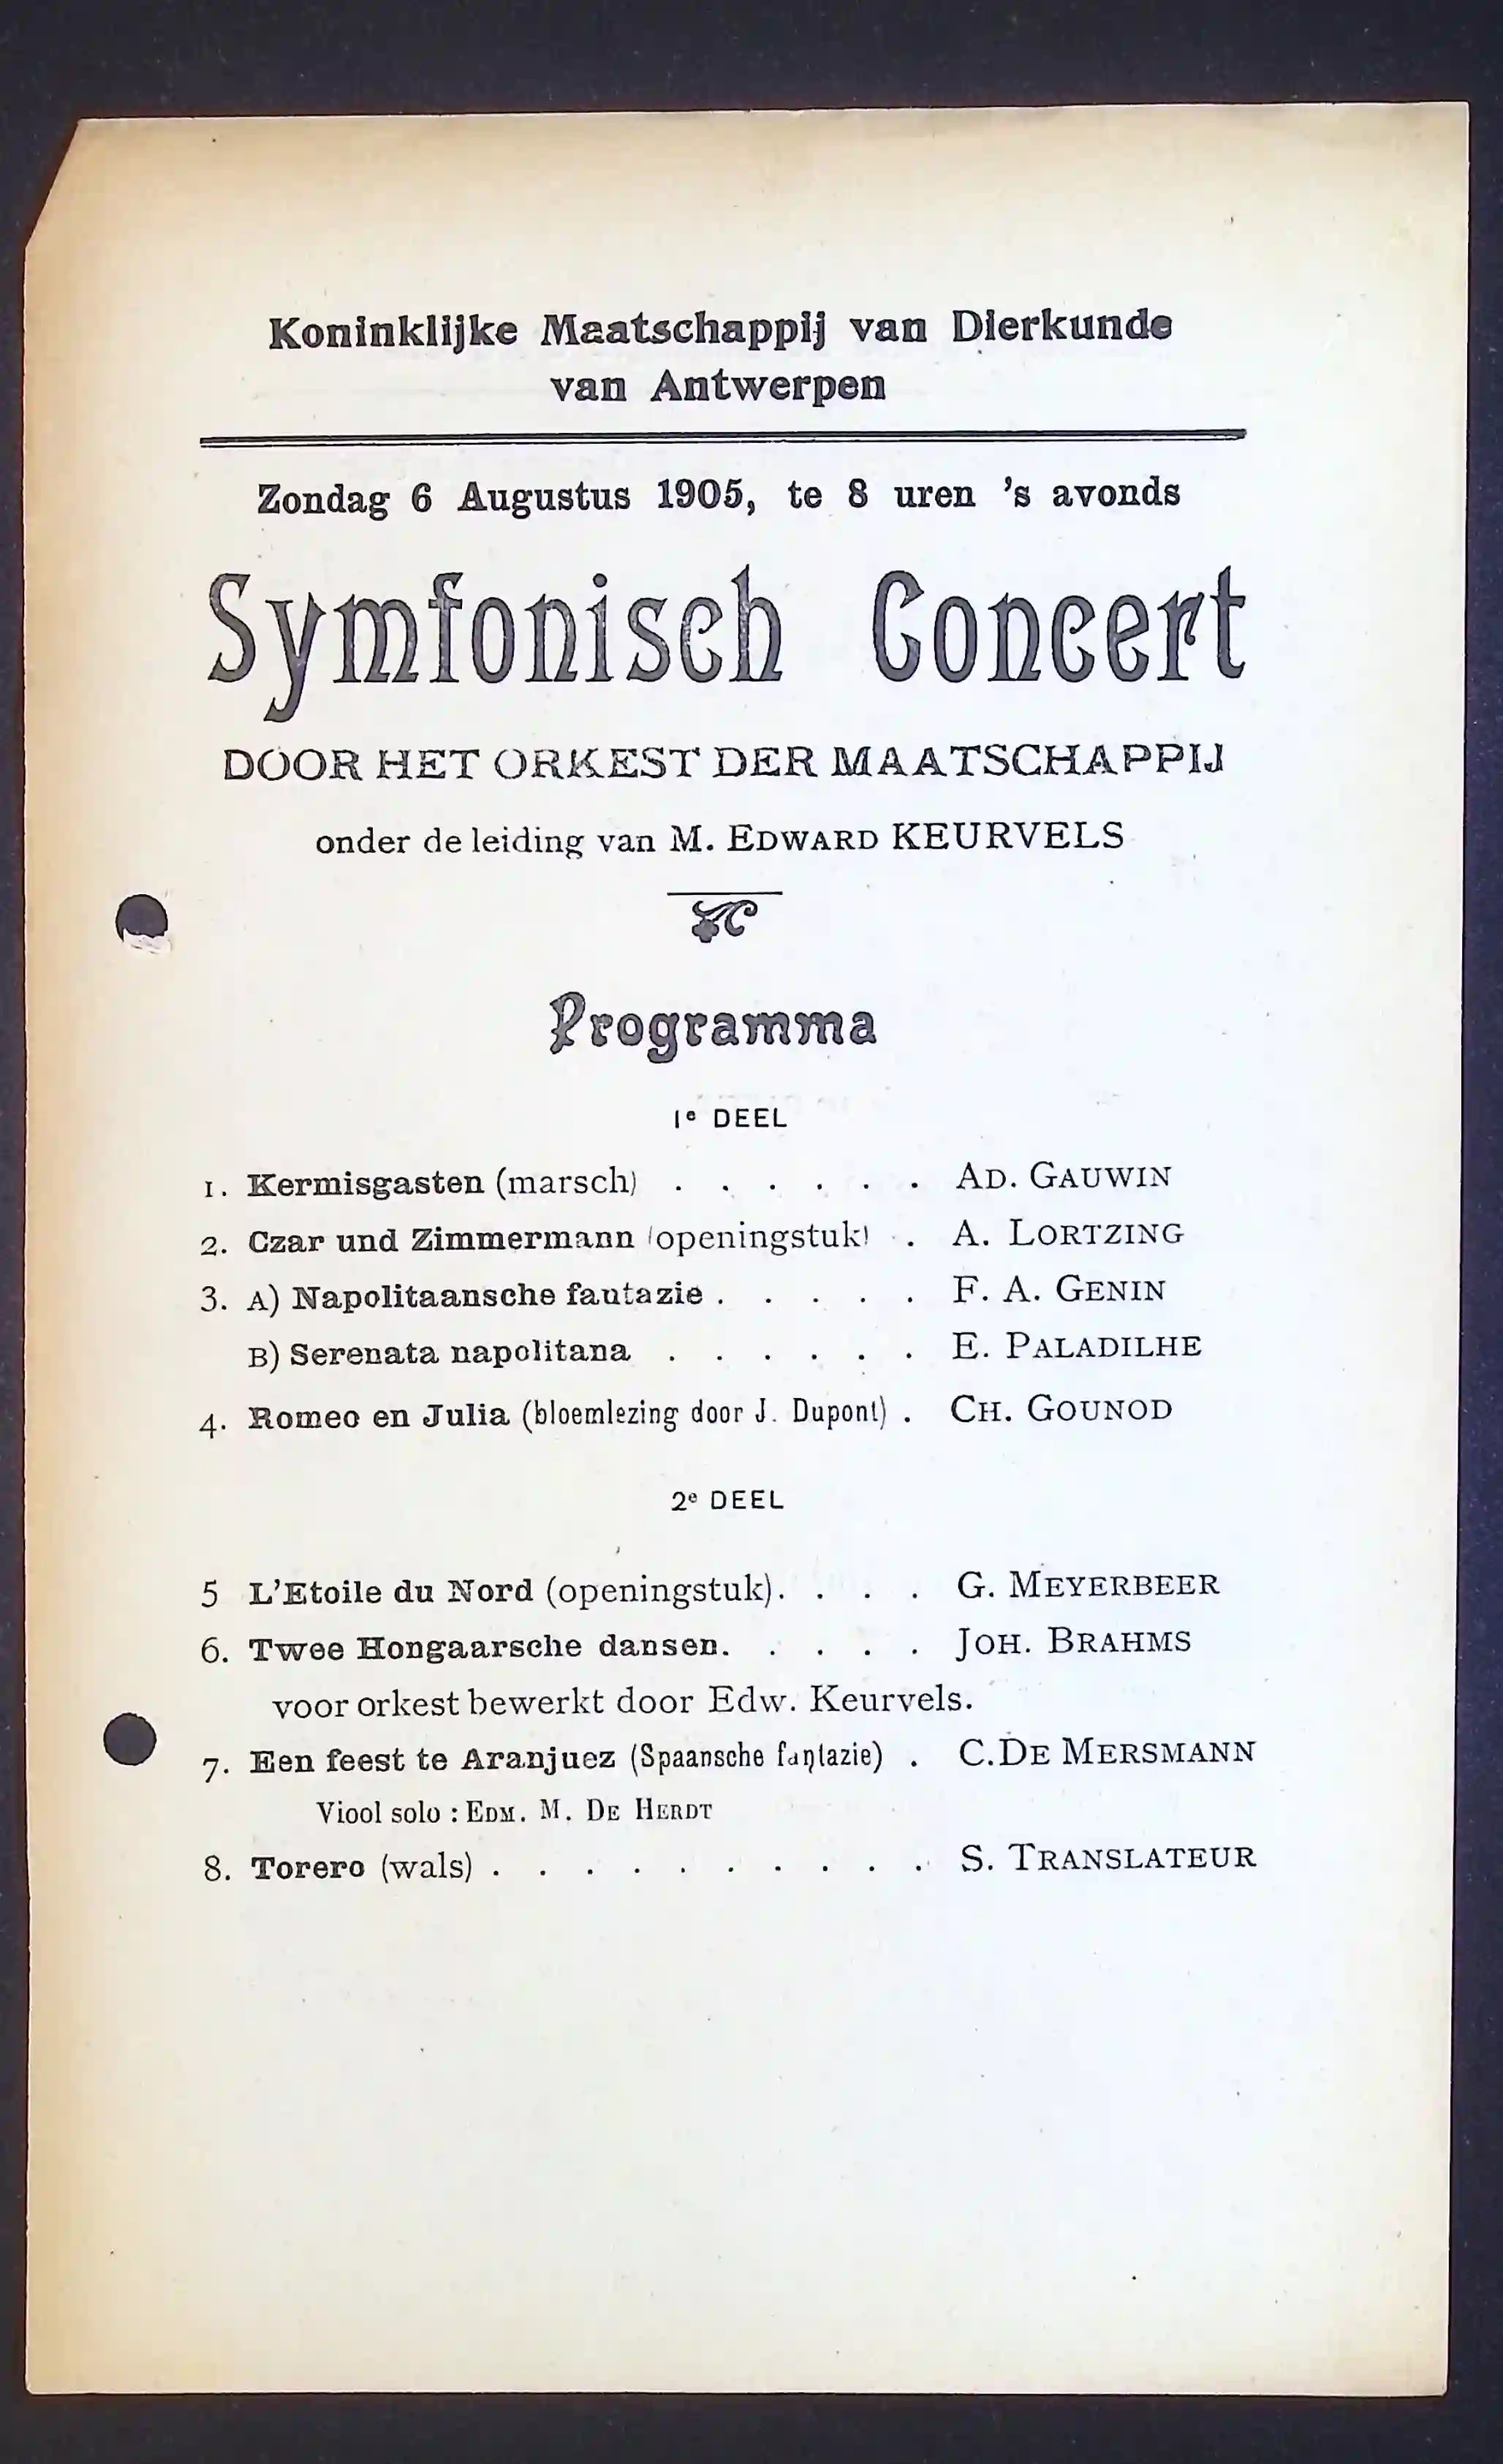 Koninklijke Maatschappij van Dierkunde
van Antwerpen
Zondag 6 Augustus 1905, te 8 uren 's avonds
Symfonisch Concert
DOOR HET ORKEST DER MAATSCHAPPIJ
onder de leiding van M. EDWARD KEURVELS
Programma
1e DEEL
1. Kermisgasten (marsch) . . . . . . AD. GAUWIN
2. Czar und Zimmermann (openingstuk) . . A. LORTZING
3. A) Napolitaansche fantazie . . . . . F. A. GENIN
B) Serenata napolitana . . . . . . E. PALADILHE
4. Romeo en Julia (bloemlezing door J. Dupont) . CH. GOUNOD
2e DEEL
5 L'Etoile du Nord (openingstuk). . . . G. MEYERBEER
6. Twee Hongaarsche dansen. . . . . JOH. BRAHMS
voor orkest bewerkt door Edw. Keurvels.
7. Een feest te Aranjuez (Spaansche fantazie) . C. DE MERSMANN
Viool solo : EDM. M. DE HERDT
8. Torero (wals) . . . . . . . . . . S. TRANSLATEUR